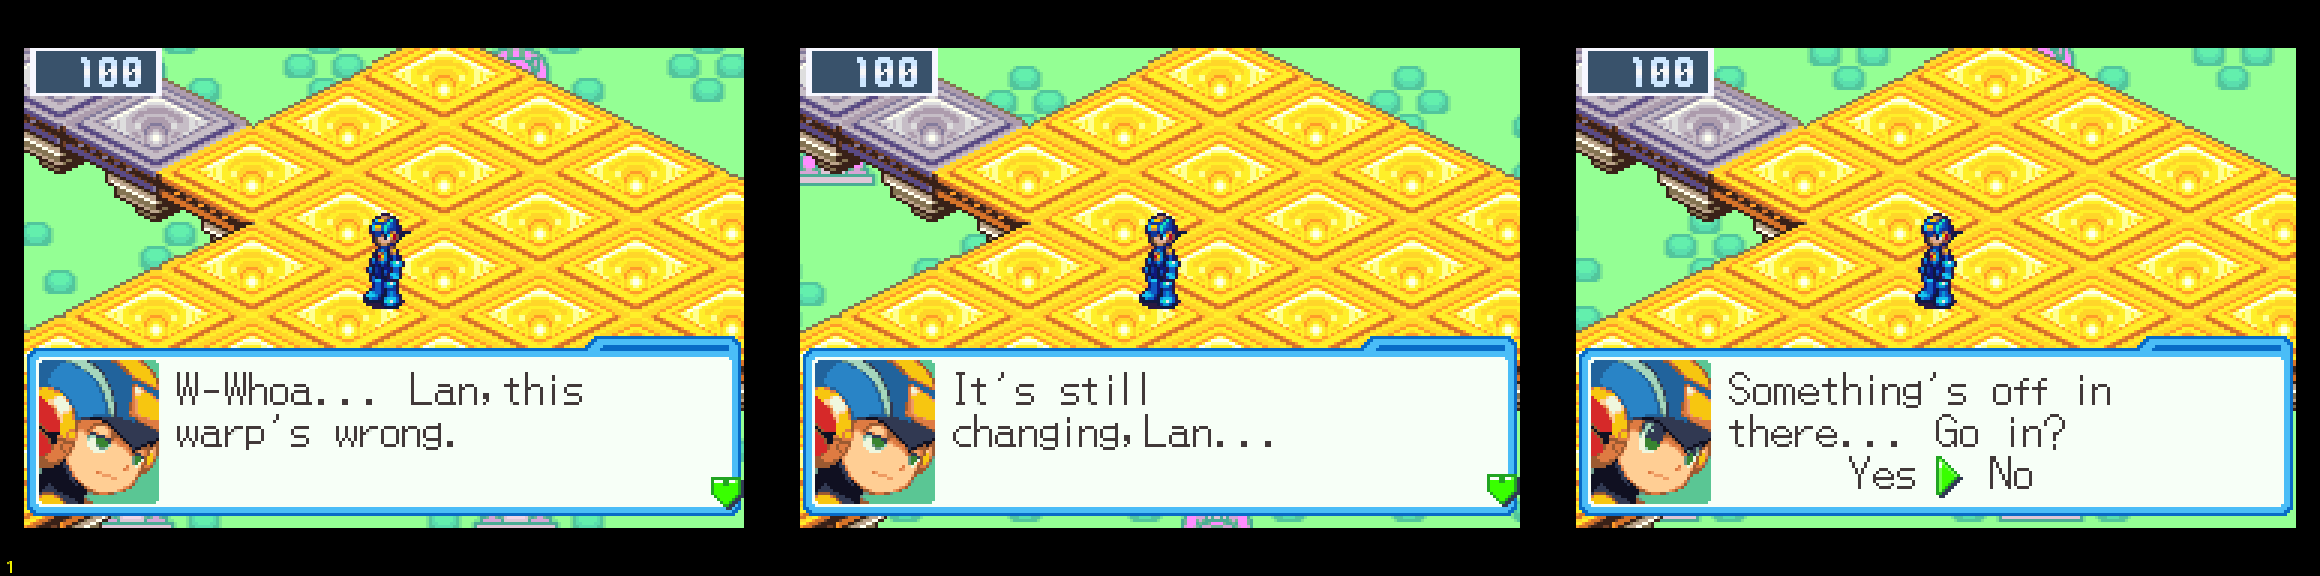 100
W-Whoa... Lan,this
warp's wrong.
100
It's still
changing,Lan...
100
Something's off in
there... Go in?
Yes No
1